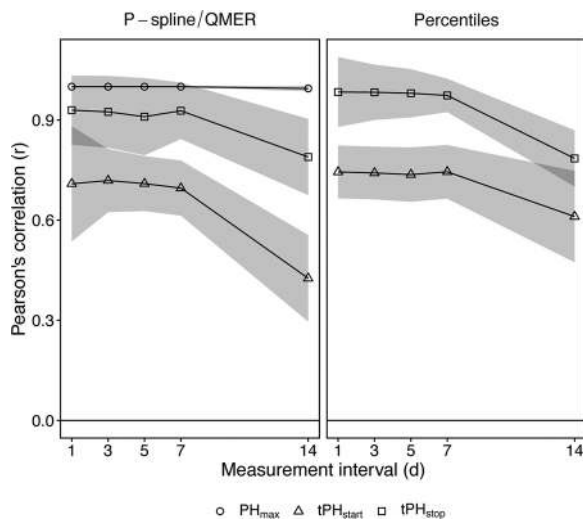 P – spline/QMER
Percentiles
Pearson's correlation (r)
0.9
0.6
0.3
0.0
1 3 5 7 14
1 3 5 7 14
Measurement interval (d)
PHmax tPHstart tPHstop